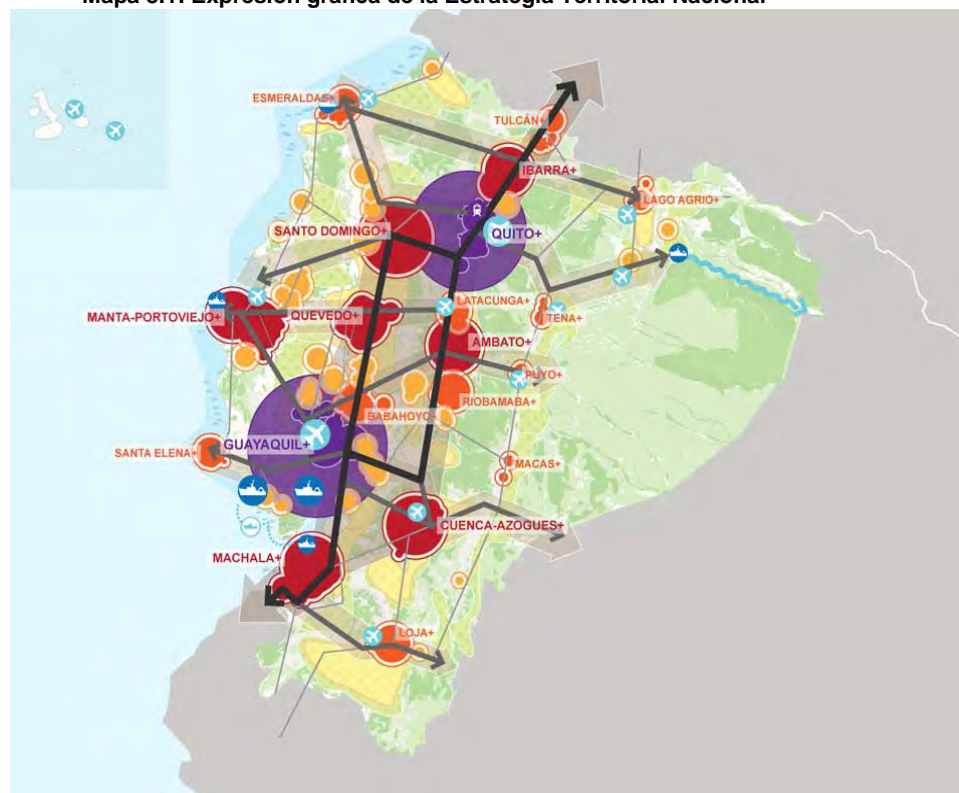 Mapa 5.1. Expresión gráfica de la Estrategia Territorial Nacional
ESMERALDAS+
TULCÁN+
IBARRA+
LAGO AGRIO+
SANTO DOMINGO+
QUITO+
LATACUNGA+
MANTA-PORTOVIEJO+
QUEVEDO+
TENA+
AMBATO+
PUYO+
RIOBAMABA+
BABAHOYO+
GUAYAQUIL+
SANTA ELENA+
MACAS+
CUENCA-AZOGUES+
MACHALA+
LOJA+